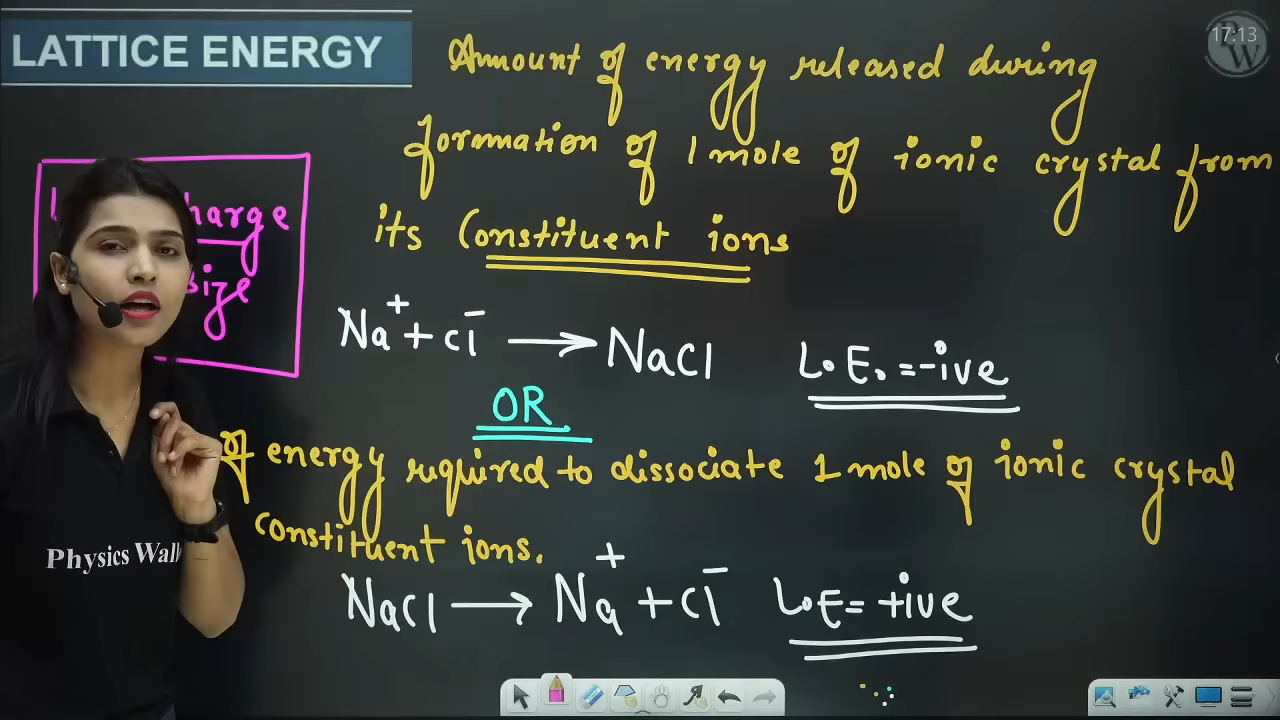 LATTICE ENERGY
17:13
Amount of energy released during
formation of 1 mole of ionic crystal from
its Constituent ions
harge
size
Na⁺ + Cl⁻ ⟶ NaCl L.E. = -ive
OR
of energy required to dissociate 1 mole of ionic crystal
constituent ions.
NaCl ⟶ Na⁺ + Cl⁻ L.E = +ive
Physics Wall